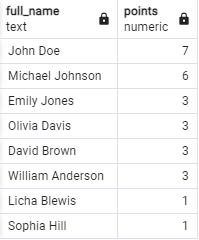 full_name points
text numeric
John Doe 7
Michael Johnson 6
Emily Jones 3
Olivia Davis 3
David Brown 3
William Anderson 3
Licha Blewis 1
Sophia Hill 1